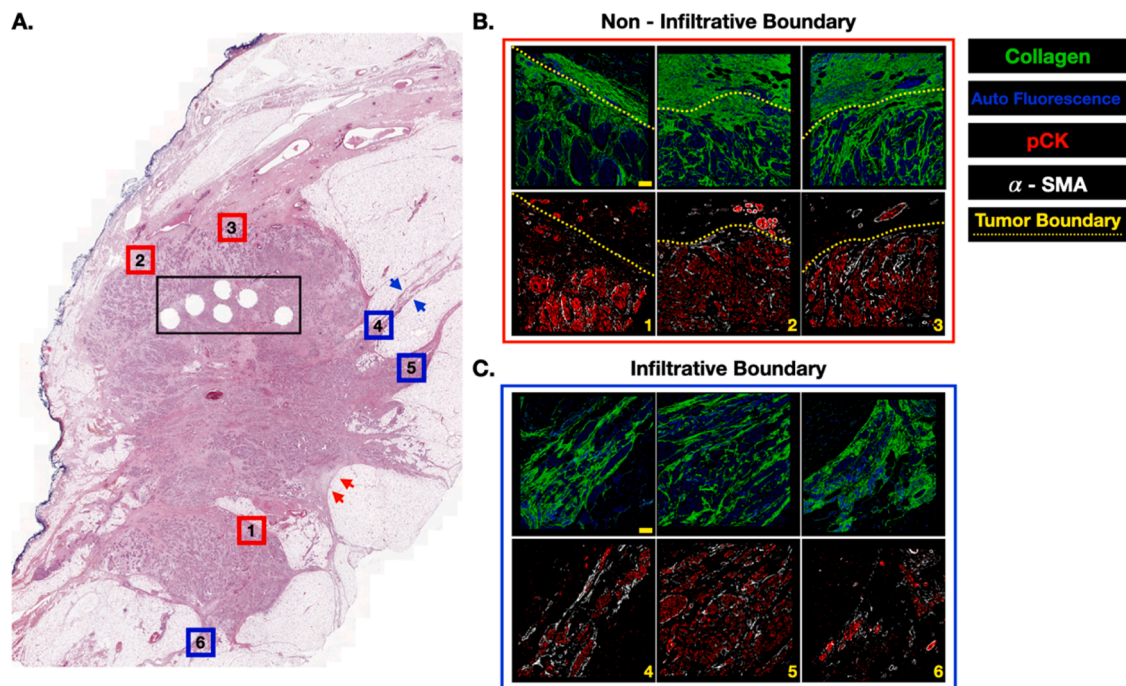 A.
3
2
4
5
1
6
B.
Non - Infiltrative Boundary
1
2
3
C.
Infiltrative Boundary
4
5
6
Collagen
Auto Fluorescence
pCK
α - SMA
Tumor Boundary